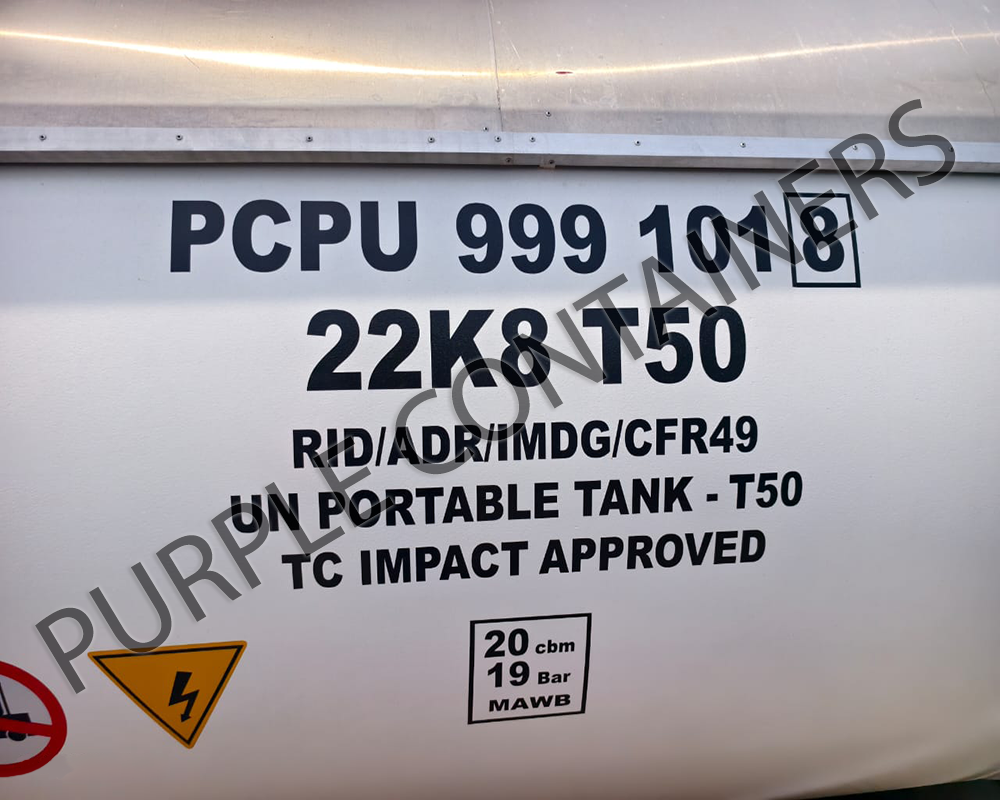 PCPU 999 101 8
22K8 T50
RID/ADR/IMDG/CFR49
UN PORTABLE TANK - T50
TC IMPACT APPROVED
20 cbm
19 Bar
MAWB
PURPLE CONTAINERS